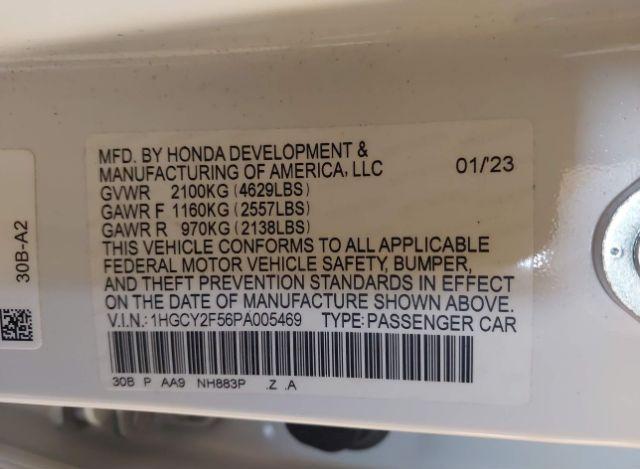 MFD. BY HONDA DEVELOPMENT &
MANUFACTURING OF AMERICA, LLC 01/'23
GVWR 2100KG (4629LBS)
GAWR F 1160KG (2557LBS)
GAWR R 970KG (2138LBS)
THIS VEHICLE CONFORMS TO ALL APPLICABLE
FEDERAL MOTOR VEHICLE SAFETY, BUMPER,
AND THEFT PREVENTION STANDARDS IN EFFECT
ON THE DATE OF MANUFACTURE SHOWN ABOVE.
V.I.N.: 1HGCY2F56PA005469 TYPE: PASSENGER CAR
30B P AA9 NH883P .Z .A
30B-A2